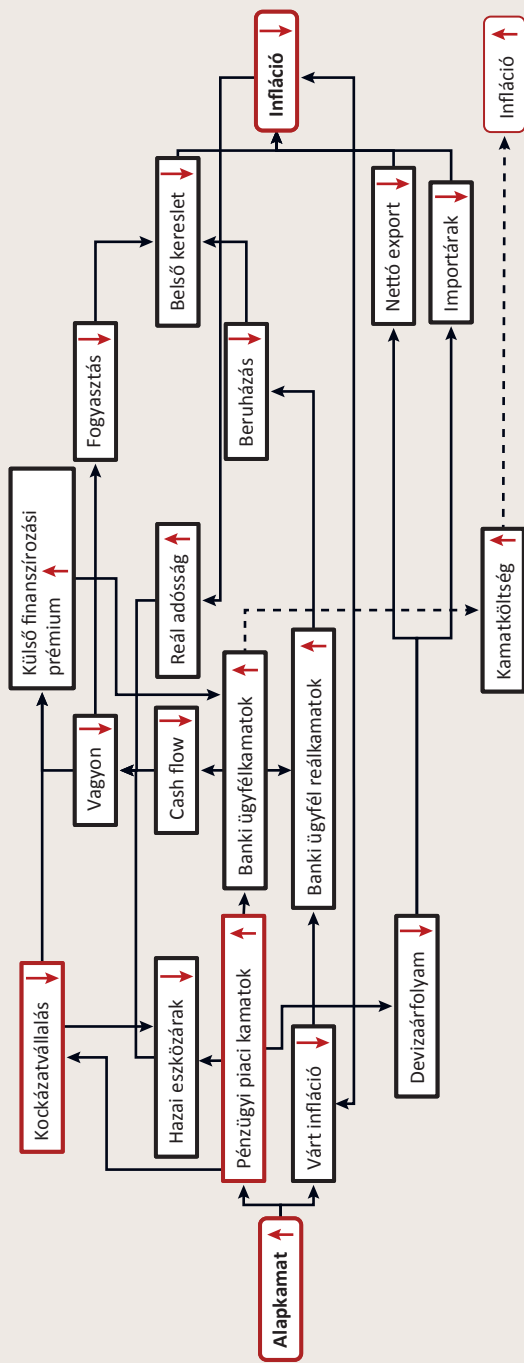 Alapkamat
Kockázatvállalás
Hazai eszközárak
Pénzügyi piaci kamatok
Várt infláció
Devizaárfolyam
Külső finanszírozási
prémium
Vagyon
Cash flow
Banki ügyfélkamatok
Banki ügyfél reálkamatok
Reál adósság
Kamatköltség
Fogyasztás
Beruházás
Belső kereslet
Nettó export
Importárak
Infláció
Infláció